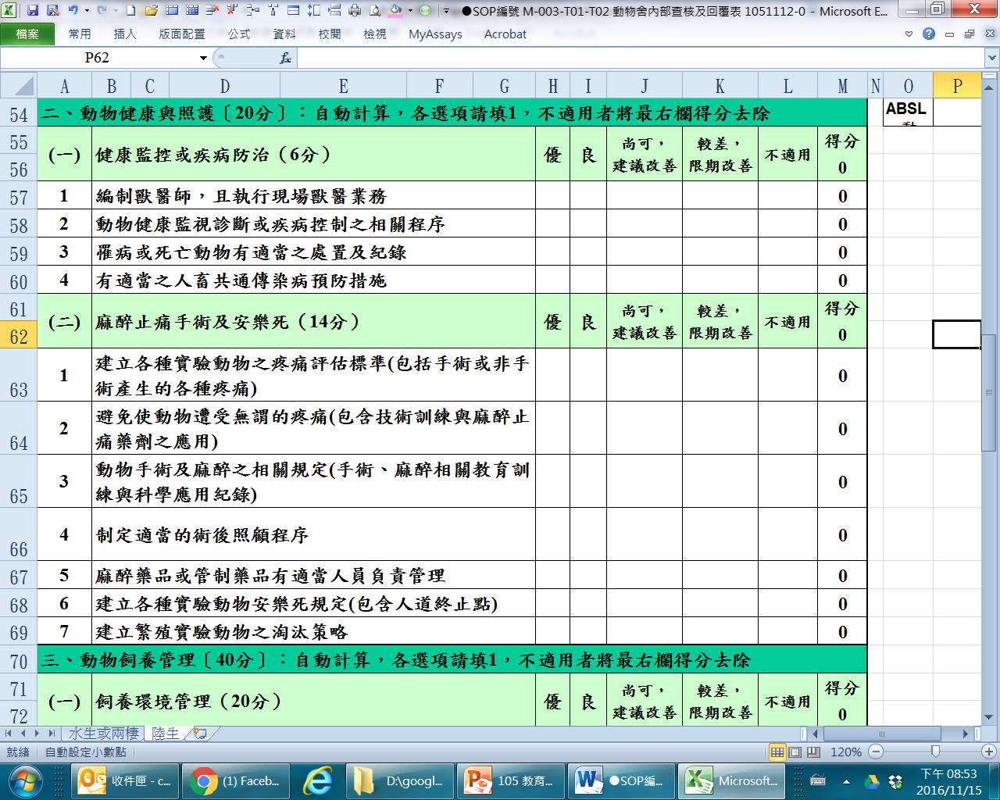 ●SOP編號 M-003-T01-T02 動物舍內部查核及回覆表 1051112-0 - Microsoft E...
檔案 常用 插入 版面配置 公式 資料 校閱 檢視 MyAssays Acrobat
P62 fx
A B C D E F G H I J K L M N O P
54 二、動物健康與照護〔20分〕：自動計算，各選項請填1，不適用者將最右欄得分去除 ABSL
55 (一) 健康監控或疾病防治（6分） 優 良 尚可， 較差， 不適用 得分
56 建議改善 限期改善 0
57 1 編制獸醫師，且執行現場獸醫業務 0
58 2 動物健康監視診斷或疾病控制之相關程序 0
59 3 罹病或死亡動物有適當之處置及紀錄 0
60 4 有適當之人畜共通傳染病預防措施 0
61 (二) 麻醉止痛手術及安樂死（14分） 優 良 尚可， 較差， 不適用 得分
62 建議改善 限期改善 0
63 1 建立各種實驗動物之疼痛評估標準(包括手術或非手 0
術產生的各種疼痛)
64 2 避免使動物遭受無謂的疼痛(包含技術訓練與麻醉止 0
痛藥劑之應用)
65 3 動物手術及麻醉之相關規定(手術、麻醉相關教育訓 0
練與科學應用紀錄)
66 4 制定適當的術後照顧程序 0
67 5 麻醉藥品或管制藥品有適當人員負責管理 0
68 6 建立各種實驗動物安樂死規定(包含人道終止點) 0
69 7 建立繁殖實驗動物之淘汰策略 0
70 三、動物飼養管理〔40分〕：自動計算，各選項請填1，不適用者將最右欄得分去除
71 (一) 飼養環境管理（20分） 優 良 尚可， 較差， 不適用 得分
72 建議改善 限期改善 0
水生或兩棲 陸生
就緒 自動設定小數點 120%
收件匣 - c... (1) Faceb... D:\googl... 105 教育... ●SOP編... Microsoft... 下午 08:53
2016/11/15